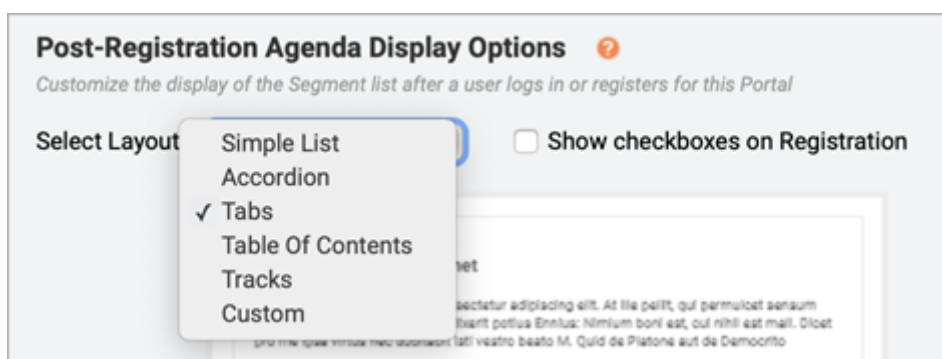 Post-Registration Agenda Display Options ?
Customize the display of the Segment list after a user logs in or registers for this Portal
Select Layout
Show checkboxes on Registration
Simple List
Accordion
✓ Tabs
Table Of Contents
Tracks
Custom
net
sectetur adipiscing elit. At ille pellit, qui permulcet sensum
dixerit potius Ennius: Nimium boni est, cui nihil est mali. Dicet
pro me ipsa virtus nec dubitabit isti vestro beato M. Quid de Platone aut de Democrito